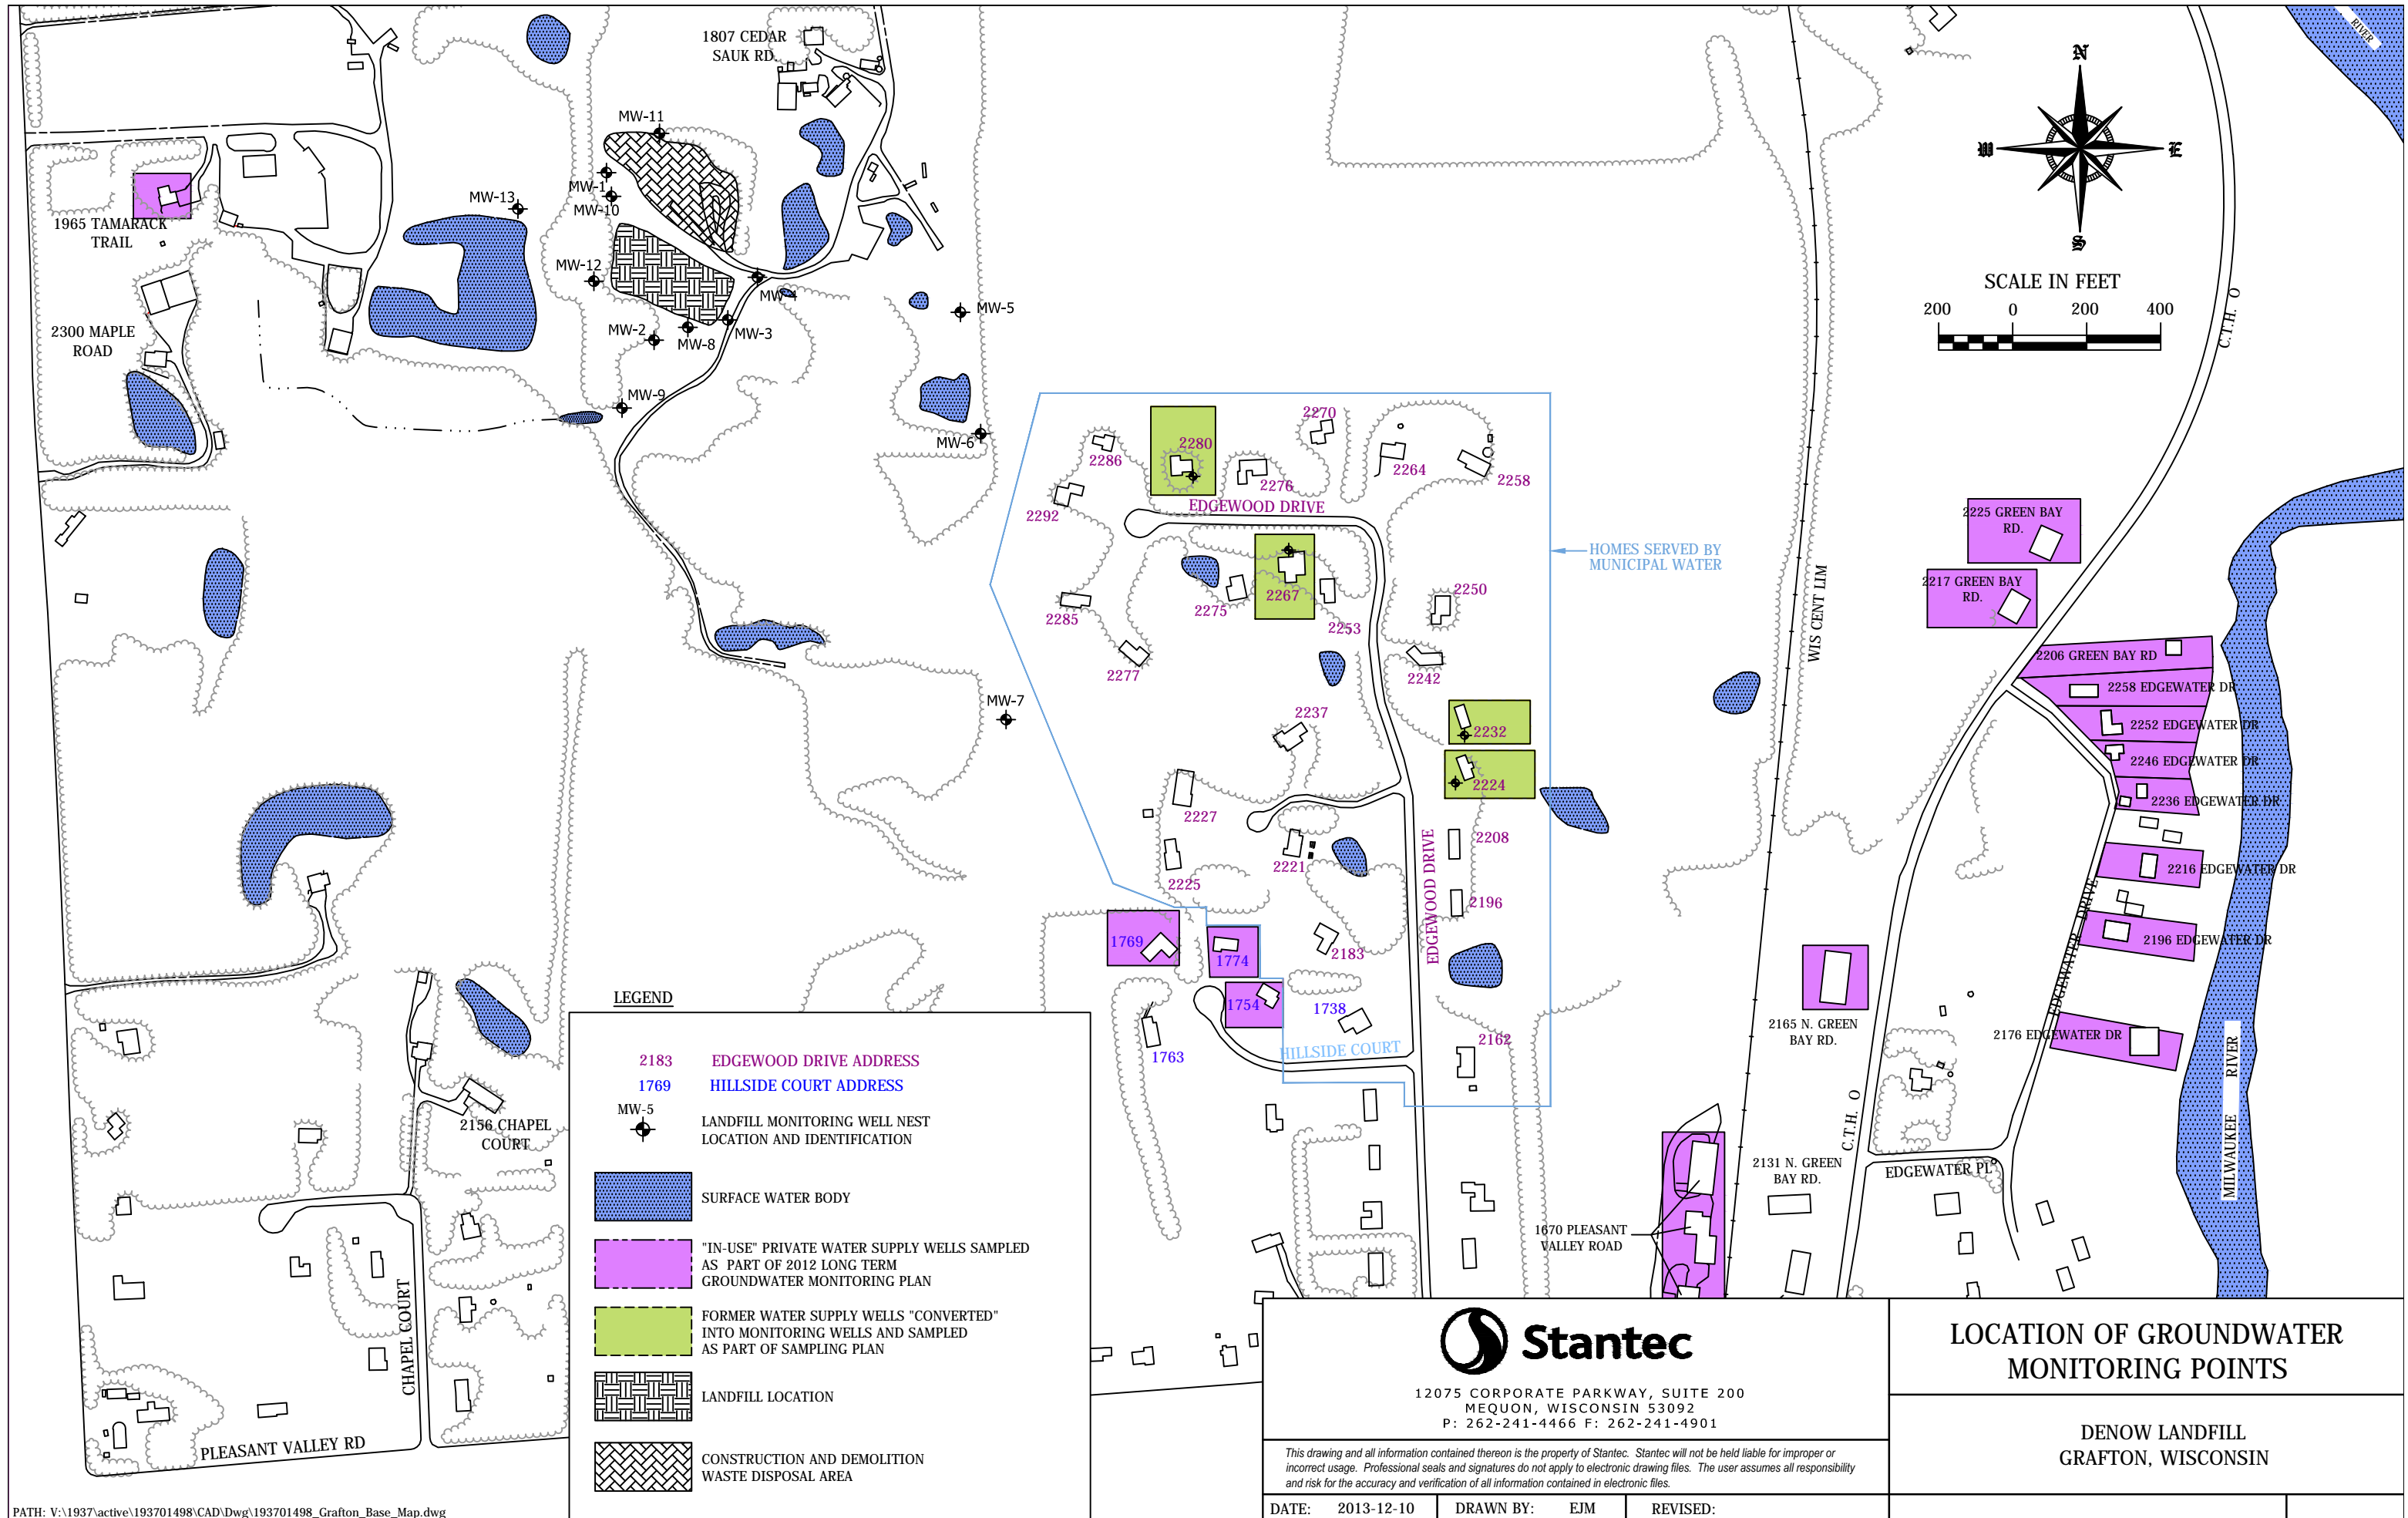 RIVER
1807 CEDAR
SAUK RD.
N
W
E
S
SCALE IN FEET
200 0 200 400
C.T.H. O
MW-11
MW-1
MW-10
MW-13
MW-12
MW-4
MW-5
MW-2
MW-8
MW-3
MW-9
MW-6
MW-7
1965 TAMARACK
TRAIL
2300 MAPLE
ROAD
2270
2280
2286
2264
2276
2258
2292
EDGEWOOD DRIVE
HOMES SERVED BY
MUNICIPAL WATER
WIS CENT LIM
2250
2275
2267
2285
2253
2277
2242
2237
2232
2224
2227
2208
2221
2225
2196
EDGEWOOD DRIVE
1769
1774
2183
1754
1738
1763
HILLSIDE COURT
2162
2225 GREEN BAY
RD.
2217 GREEN BAY
RD.
2206 GREEN BAY RD
2258 EDGEWATER DR
2252 EDGEWATER DR
2246 EDGEWATER DR
2236 EDGEWATER DR
2216 EDGEWATER DR
2196 EDGEWATER DR
2176 EDGEWATER DR
EDGEWATER DRIVE
MILWAUKEE RIVER
2165 N. GREEN
BAY RD.
C.T.H. O
2131 N. GREEN
BAY RD.
EDGEWATER PL
1670 PLEASANT
VALLEY ROAD
2156 CHAPEL
COURT
CHAPEL COURT
PLEASANT VALLEY RD
LEGEND
2183 EDGEWOOD DRIVE ADDRESS
1769 HILLSIDE COURT ADDRESS
MW-5
LANDFILL MONITORING WELL NEST
LOCATION AND IDENTIFICATION
SURFACE WATER BODY
"IN-USE" PRIVATE WATER SUPPLY WELLS SAMPLED
AS PART OF 2012 LONG TERM
GROUNDWATER MONITORING PLAN
FORMER WATER SUPPLY WELLS "CONVERTED"
INTO MONITORING WELLS AND SAMPLED
AS PART OF SAMPLING PLAN
LANDFILL LOCATION
CONSTRUCTION AND DEMOLITION
WASTE DISPOSAL AREA
Stantec
12075 CORPORATE PARKWAY, SUITE 200
MEQUON, WISCONSIN 53092
P: 262-241-4466 F: 262-241-4901
This drawing and all information contained thereon is the property of Stantec. Stantec will not be held liable for improper or
incorrect usage. Professional seals and signatures do not apply to electronic drawing files. The user assumes all responsibility
and risk for the accuracy and verification of all information contained in electronic files.
DATE: 2013-12-10 DRAWN BY: EJM REVISED:
LOCATION OF GROUNDWATER
MONITORING POINTS
DENOW LANDFILL
GRAFTON, WISCONSIN
PATH: V:\1937\active\193701498\CAD\Dwg\193701498_Grafton_Base_Map.dwg